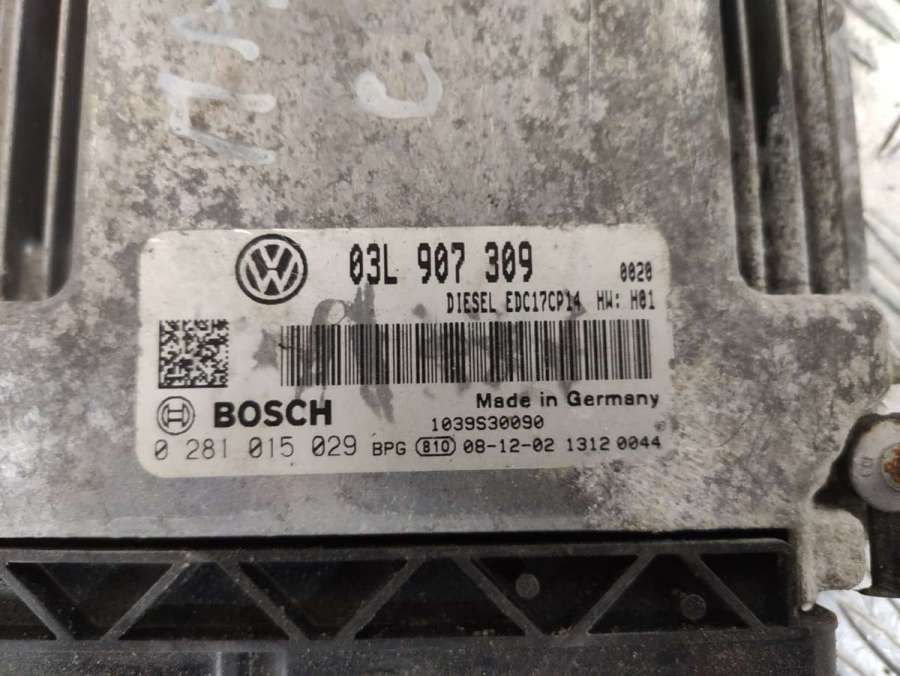 03L 907 309
0020
DIESEL EDC17CP14 HW: H01
Made in Germany
BOSCH
1039S30090
0 281 015 029 BPG 810 08-12-02 1312 0044